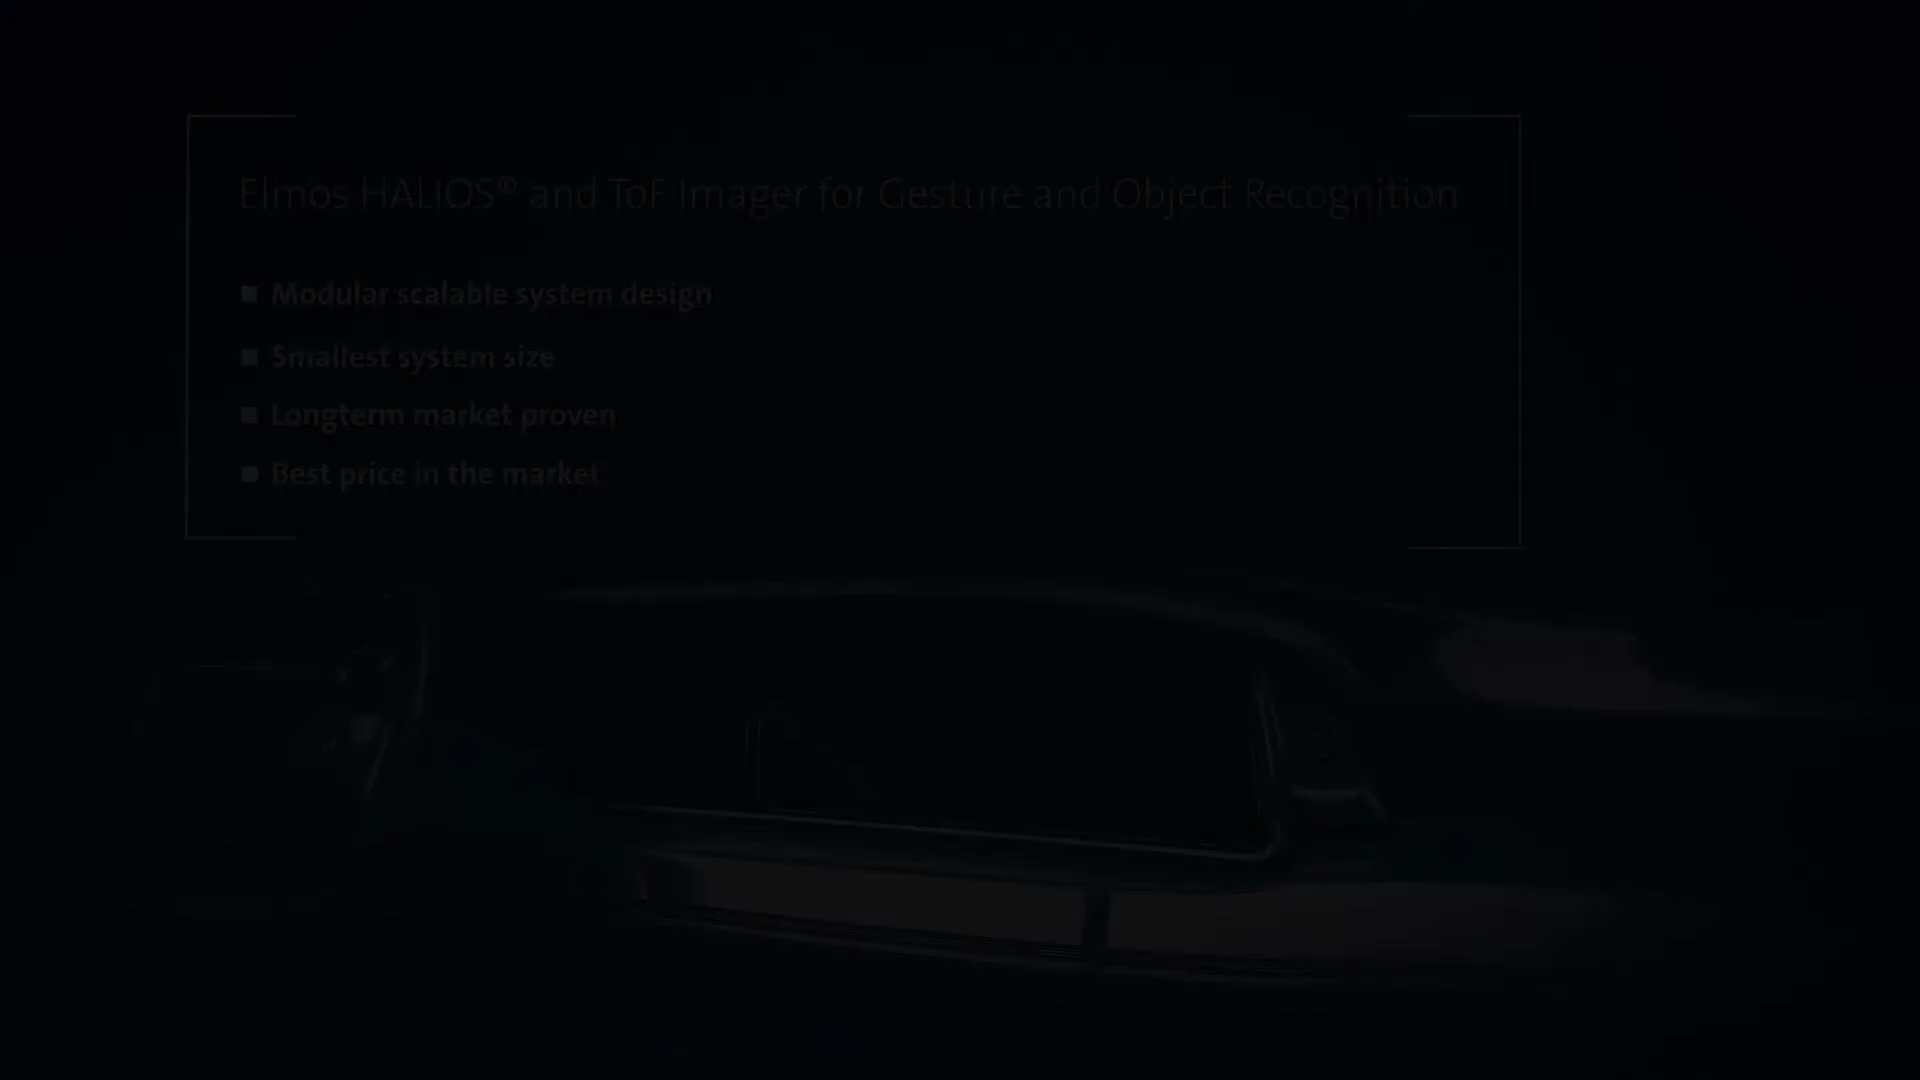 Elmos HALIOS® and ToF Imager for Gesture and Object Recognition
Modular scalable system design
Smallest system size
Longterm market proven
Best price in the market